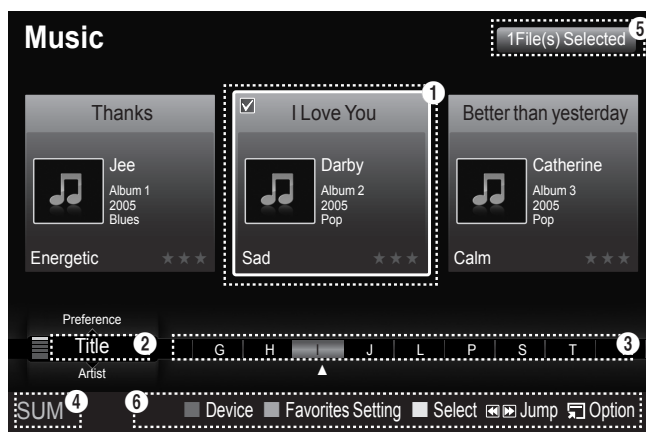 Music
1File(s) Selected
5
1
Thanks
Jee
Album 1
2005
Blues
Energetic
★★★
I Love You
Darby
Album 2
2005
Pop
Sad
★★★
Better than yesterday
Catherine
Album 3
2005
Pop
Calm
★★★
Preference
Title
2
Artist
G H I J L P S T
3
SUM
4
6
Device Favorites Setting Select Jump Option